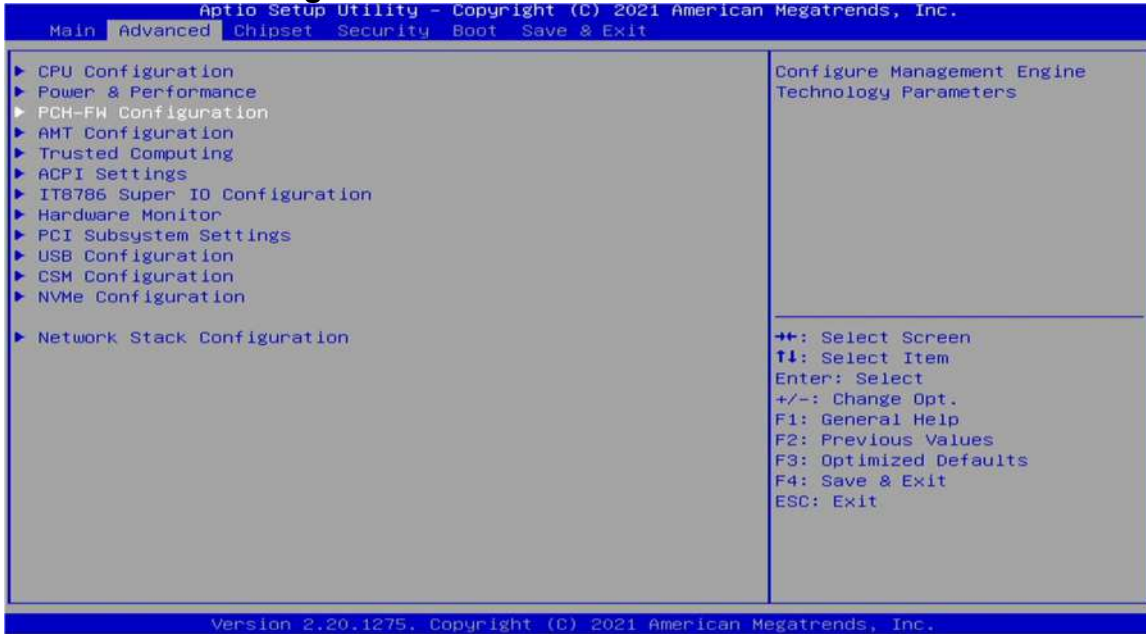 Aptio Setup Utility – Copyright (C) 2021 American Megatrends, Inc.
Main Advanced Chipset Security Boot Save & Exit
▶ CPU Configuration
▶ Power & Performance
▶ PCH-FW Configuration
▶ AMT Configuration
▶ Trusted Computing
▶ ACPI Settings
▶ IT8786 Super IO Configuration
▶ Hardware Monitor
▶ PCI Subsystem Settings
▶ USB Configuration
▶ CSM Configuration
▶ NVMe Configuration
▶ Network Stack Configuration
Configure Management Engine
Technology Parameters
→←: Select Screen
↑↓: Select Item
Enter: Select
+/-: Change Opt.
F1: General Help
F2: Previous Values
F3: Optimized Defaults
F4: Save & Exit
ESC: Exit
Version 2.20.1275. Copyright (C) 2021 American Megatrends, Inc.